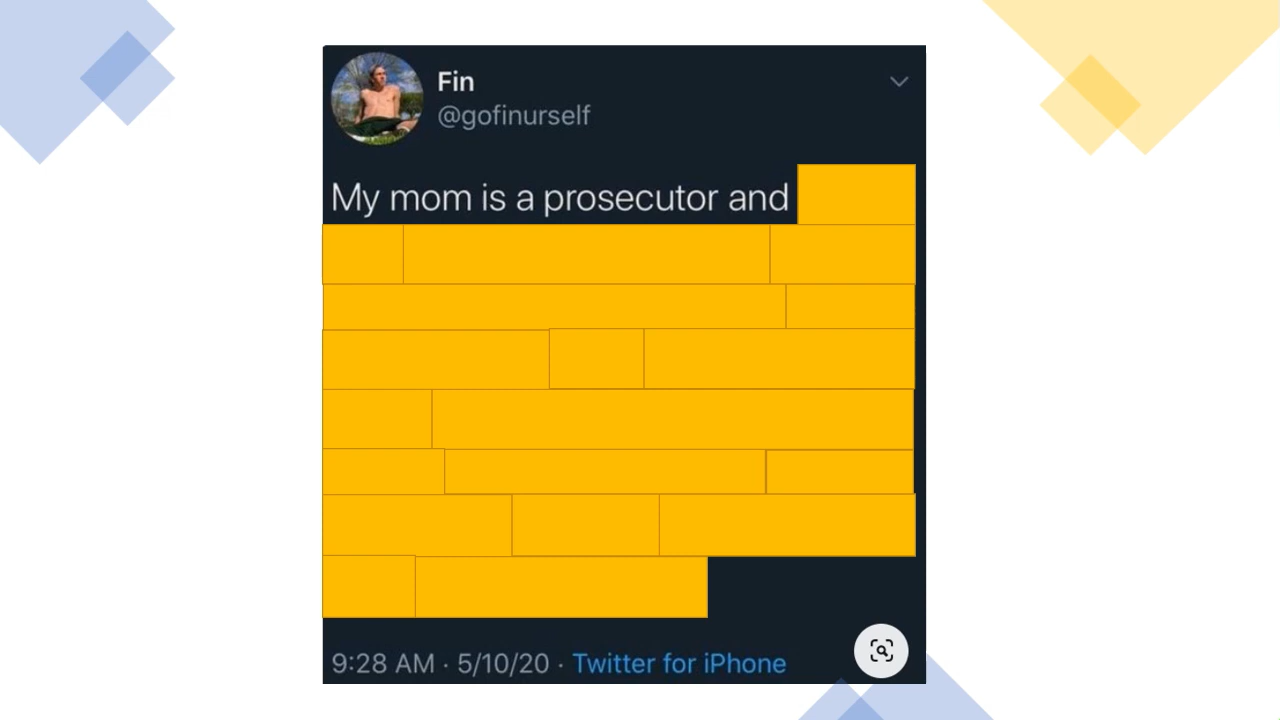 Fin
@gofinurself
My mom is a prosecutor and
9:28 AM · 5/10/20 · Twitter for iPhone